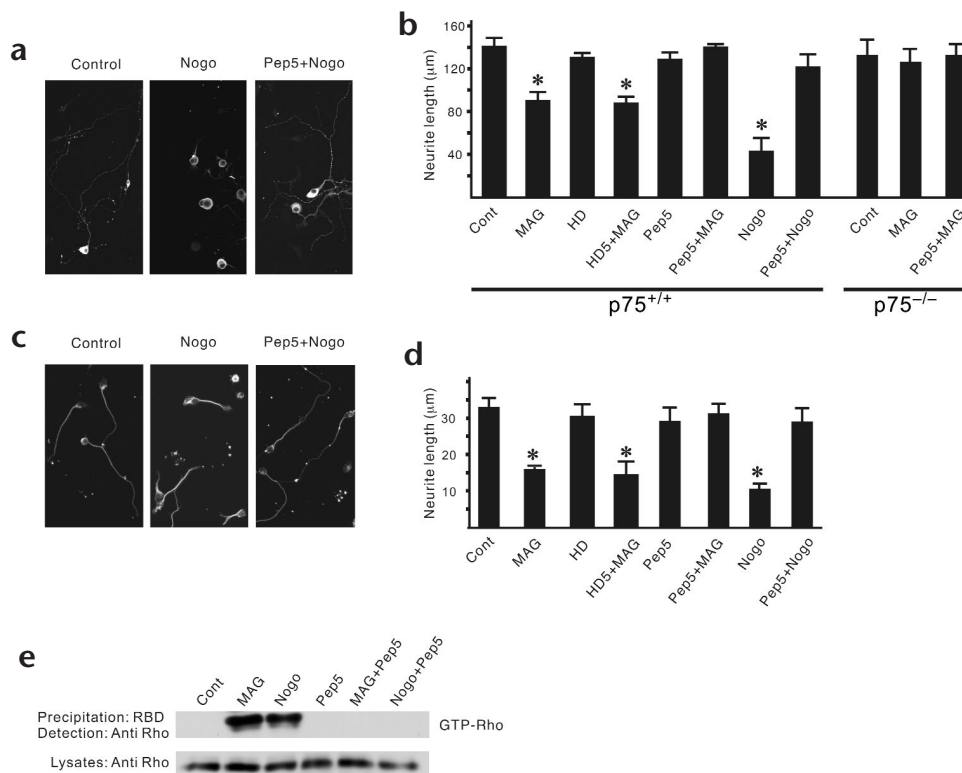 a
Control Nogo Pep5+Nogo
b
Neurite length (μm)
160
120
80
40
* * *
Cont MAG HD HD5+MAG Pep5 Pep5+MAG Nogo Pep5+Nogo Cont MAG Pep5+MAG
p75+/+ p75–/–
c
Control Nogo Pep5+Nogo
d
Neurite length (μm)
30
20
10
* * *
Cont MAG HD HD5+MAG Pep5 Pep5+MAG Nogo Pep5+Nogo
e
Cont MAG Nogo Pep5 MAG+Pep5 Nogo+Pep5
Precipitation: RBD
Detection: Anti Rho
GTP-Rho
Lysates: Anti Rho